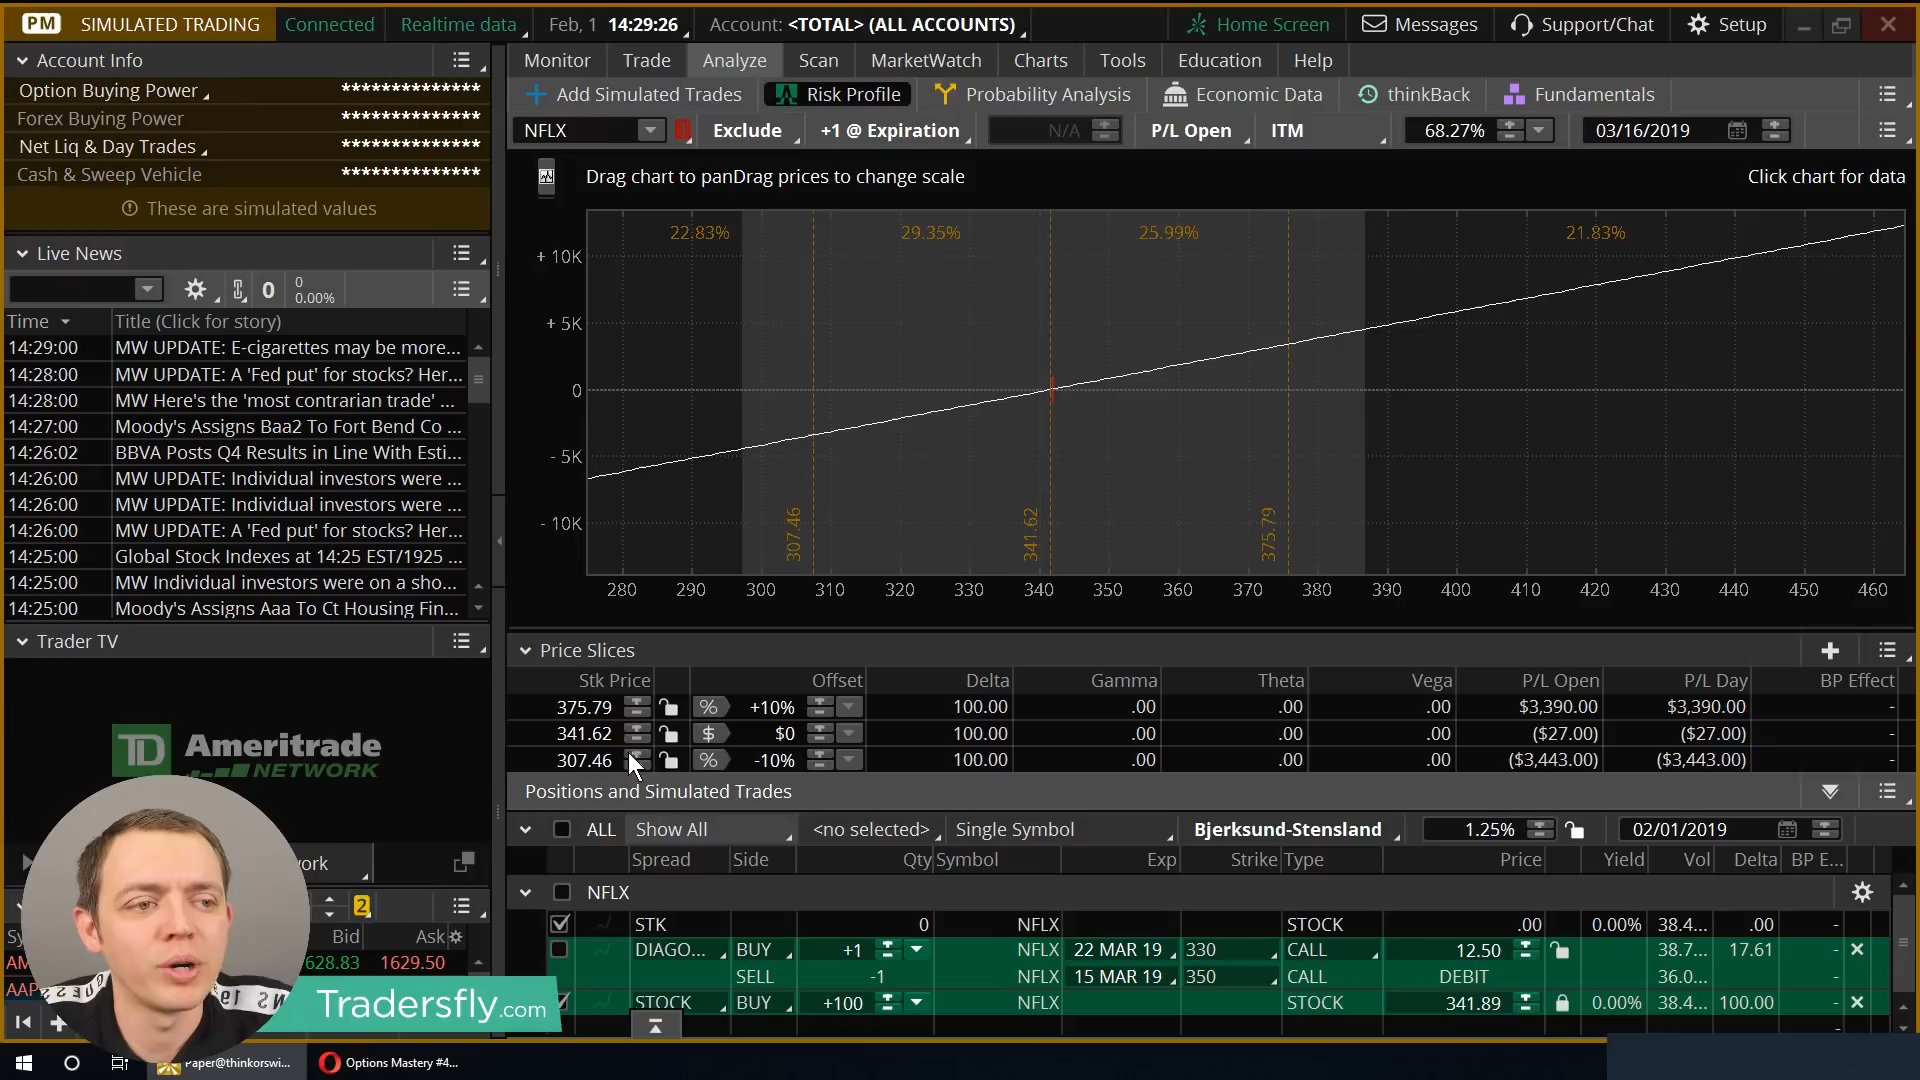 PM SIMULATED TRADING Connected Realtime data Feb, 1 14:29:26 Account: <TOTAL> (ALL ACCOUNTS) Home Screen Messages Support/Chat Setup
Account Info
Option Buying Power **************
Forex Buying Power **************
Net Liq & Day Trades **************
Cash & Sweep Vehicle **************
These are simulated values
Live News
0 0 0.00%
Time Title (Click for story)
14:29:00 MW UPDATE: E-cigarettes may be more...
14:28:00 MW UPDATE: A 'Fed put' for stocks? Her...
14:28:00 MW Here's the 'most contrarian trade' ...
14:27:00 Moody's Assigns Baa2 To Fort Bend Co ...
14:26:02 BBVA Posts Q4 Results in Line With Esti...
14:26:00 MW UPDATE: Individual investors were ...
14:26:00 MW UPDATE: Individual investors were ...
14:26:00 MW UPDATE: A 'Fed put' for stocks? Her...
14:25:00 Global Stock Indexes at 14:25 EST/1925 ...
14:25:00 MW Individual investors were on a sho...
14:25:00 Moody's Assigns Aaa To Ct Housing Fin...
Trader TV
TD Ameritrade
NETWORK
work
2
Sy Bid Ask
AM 628.83 1629.50
AAP
Tradersfly.com
Monitor Trade Analyze Scan MarketWatch Charts Tools Education Help
Add Simulated Trades Risk Profile Probability Analysis Economic Data thinkBack Fundamentals
NFLX Exclude +1 @ Expiration N/A P/L Open ITM 68.27% 03/16/2019
Drag chart to panDrag prices to change scale Click chart for data
22.83% 29.35% 25.99% 21.83%
+ 10K
+ 5K
0
- 5K
- 10K
307.46 341.62 375.79
280 290 300 310 320 330 340 350 360 370 380 390 400 410 420 430 440 450 460
Price Slices
Stk Price Offset Delta Gamma Theta Vega P/L Open P/L Day BP Effect
375.79 % +10% 100.00 .00 .00 .00 $3,390.00 $3,390.00 -
341.62 $ $0 100.00 .00 .00 .00 ($27.00) ($27.00) -
307.46 % -10% 100.00 .00 .00 .00 ($3,443.00) ($3,443.00) -
Positions and Simulated Trades
ALL Show All <no selected> Single Symbol Bjerksund-Stensland 1.25% 02/01/2019
Spread Side Qty Symbol Exp Strike Type Price Yield Vol Delta BP E...
NFLX
STK 0 NFLX STOCK .00 0.00% 38.4... .00 -
DIAGO... BUY +1 NFLX 22 MAR 19 330 CALL 12.50 38.7... 17.61 -
SELL -1 NFLX 15 MAR 19 350 CALL DEBIT 36.0...
STOCK BUY +100 NFLX STOCK 341.89 0.00% 38.4... 100.00 -
Paper@thinkorswi... Options Mastery #4...